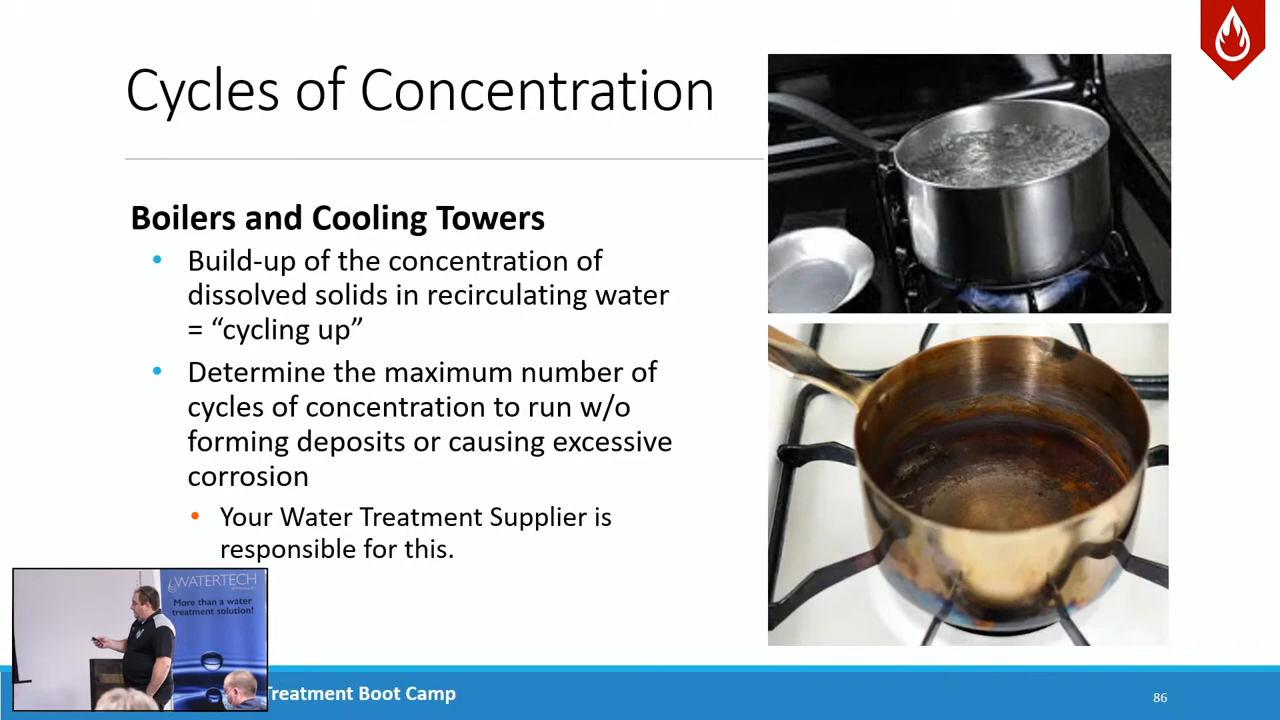 Cycles of Concentration
Boilers and Cooling Towers
• Build-up of the concentration of
dissolved solids in recirculating water
= “cycling up”
• Determine the maximum number of
cycles of concentration to run w/o
forming deposits or causing excessive
corrosion
• Your Water Treatment Supplier is
responsible for this.
WATERTECH
More than a water
treatment solution!
Treatment Boot Camp
86